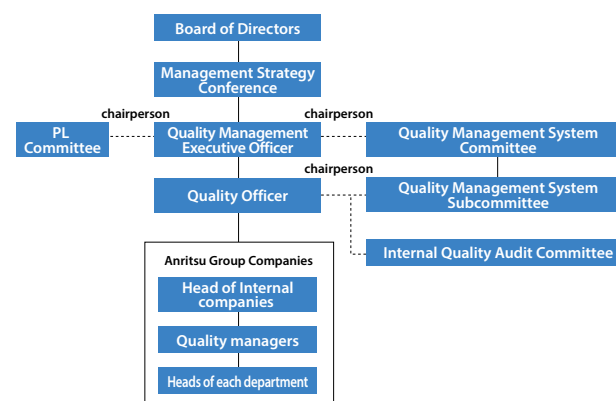 Board of Directors
Management Strategy
Conference
chairperson
chairperson
PL
Committee
Quality Management
Executive Officer
Quality Management System
Committee
chairperson
Quality Officer
Quality Management System
Subcommittee
Anritsu Group Companies
Internal Quality Audit Committee
Head of Internal
companies
Quality managers
Heads of each department